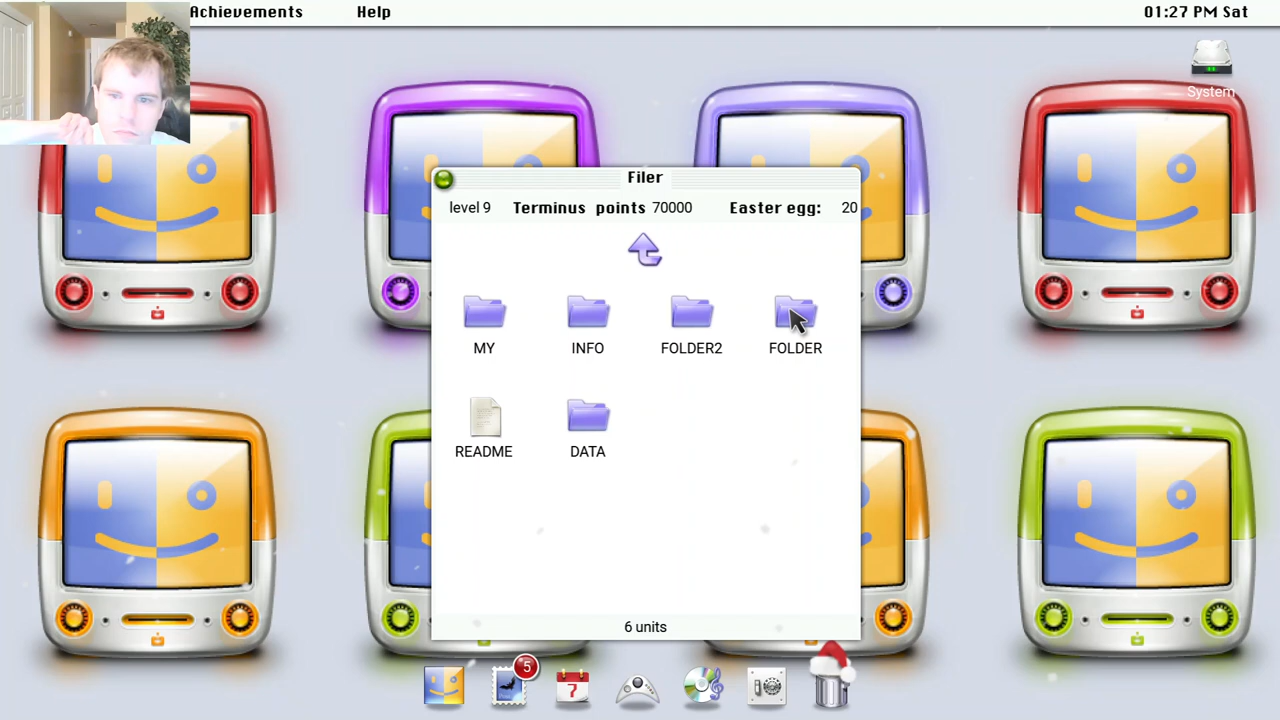 Achievements Help 01:27 PM Sat
System
Filer
level 9 Terminus points 70000 Easter egg: 20
MY INFO FOLDER2 FOLDER
README DATA
6 units
5
7